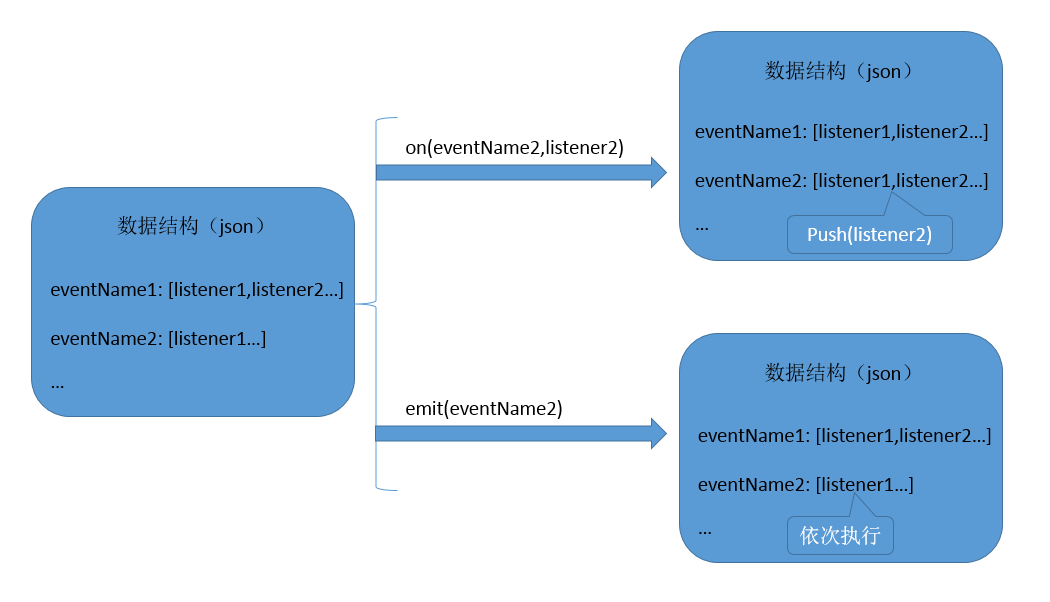 数据结构（json）
eventName1: [listener1,listener2...]
eventName2: [listener1...]
...
on(eventName2,listener2)
数据结构（json）
eventName1: [listener1,listener2...]
eventName2: [listener1,listener2...]
...
Push(listener2)
emit(eventName2)
数据结构（json）
eventName1: [listener1,listener2...]
eventName2: [listener1...]
...
依次执行